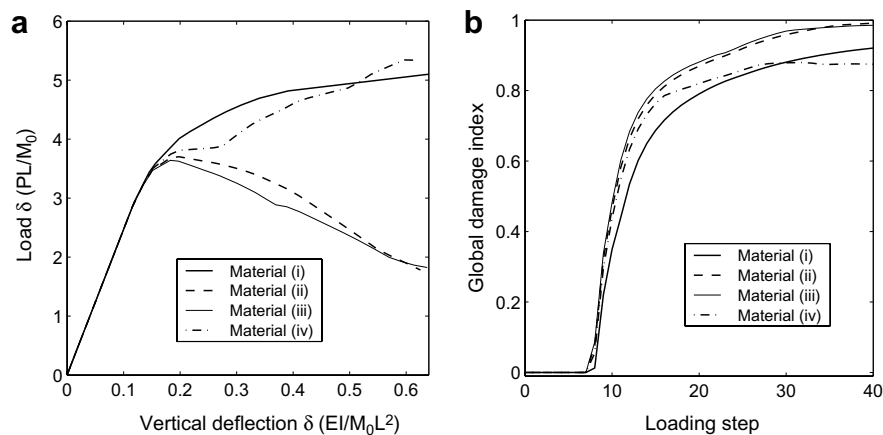 a
Load δ (PL/M₀)
6
5
4
3
2
1
0
0
0.1
0.2
0.3
0.4
0.5
0.6
Vertical deflection δ (EI/M₀L²)
Material (i)
Material (ii)
Material (iii)
Material (iv)
b
Global damage index
1
0.8
0.6
0.4
0.2
0
0
10
20
30
40
Loading step
Material (i)
Material (ii)
Material (iii)
Material (iv)